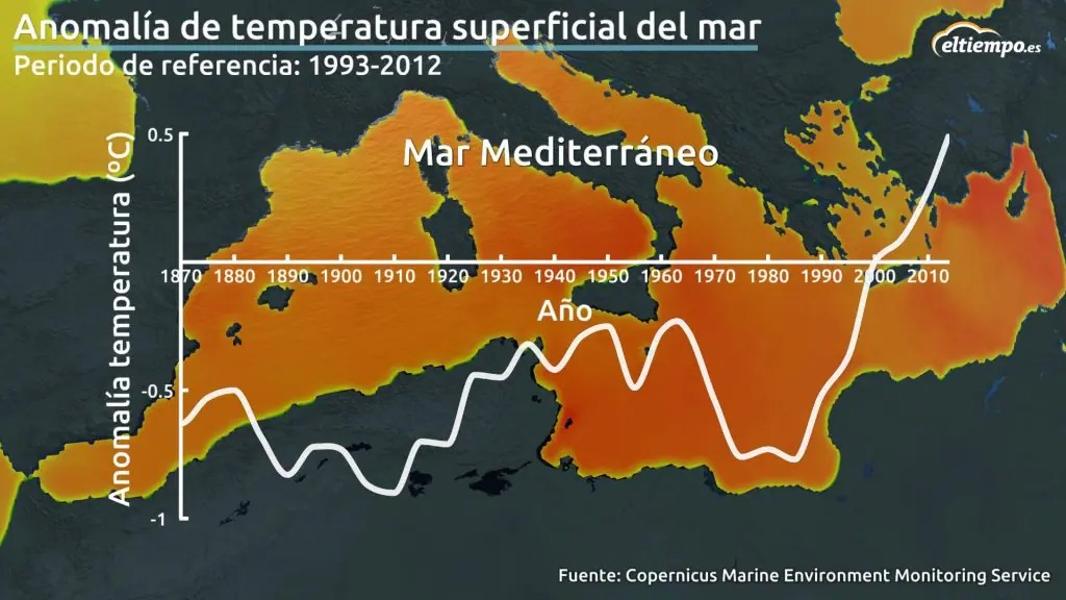 Anomalía de temperatura superficial del mar
Periodo de referencia: 1993-2012
eltiempo.es
Mar Mediterráneo
Anomalía temperatura (ºC)
0.5
-0.5
-1
1870 1880 1890 1900 1910 1920 1930 1940 1950 1960 1970 1980 1990 2000 2010
Año
Fuente: Copernicus Marine Environment Monitoring Service